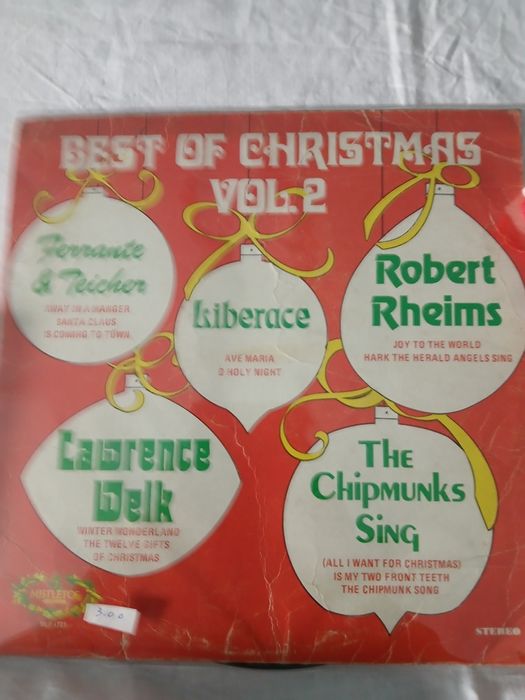 BEST OF CHRISTMAS
VOL. 2
Ferrante
& Teicher
AWAY IN A MANGER
SANTA CLAUS
IS COMING TO TOWN
Liberace
AVE MARIA
O HOLY NIGHT
Robert
Rheims
JOY TO THE WORLD
HARK THE HERALD ANGELS SING
Lawrence
Welk
WINTER WONDERLAND
THE TWELVE GIFTS
OF CHRISTMAS
The
Chipmunks
Sing
(ALL I WANT FOR CHRISTMAS)
IS MY TWO FRONT TEETH
THE CHIPMUNK SONG
MISTLETOE
STEREO